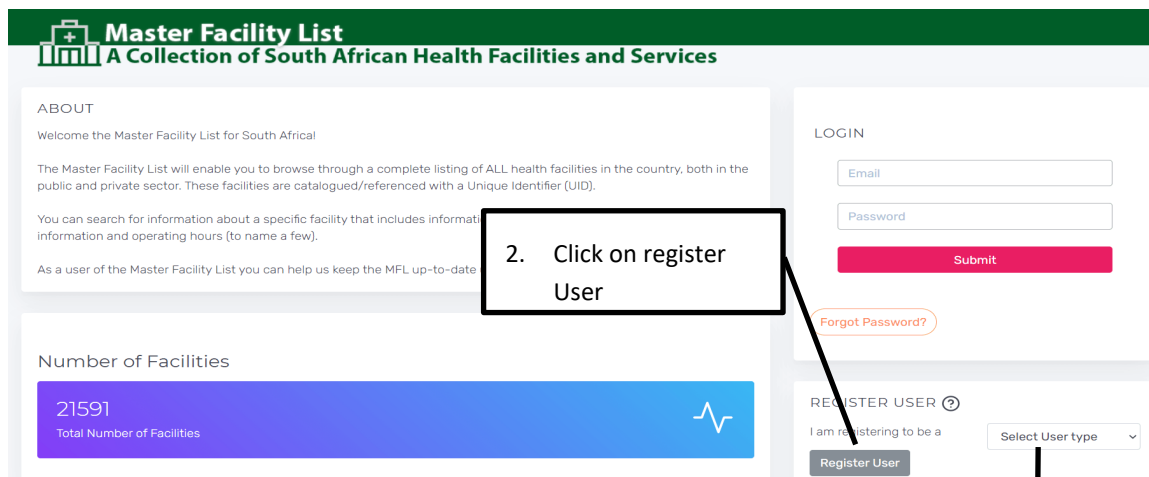 Master Facility List
A Collection of South African Health Facilities and Services
ABOUT
Welcome the Master Facility List for South Africa!
The Master Facility List will enable you to browse through a complete listing of ALL health facilities in the country, both in the
public and private sector. These facilities are catalogued/referenced with a Unique Identifier (UID).
You can search for information about a specific facility that includes
information and operating hours (to name a few).
As a user of the Master Facility List you can help us keep the MFL up-to-date
2. Click on register
User
Number of Facilities
21591
Total Number of Facilities
LOGIN
Email
Password
Submit
Forgot Password?
REGISTER USER ?
I am registering to be a
Select User type
Register User